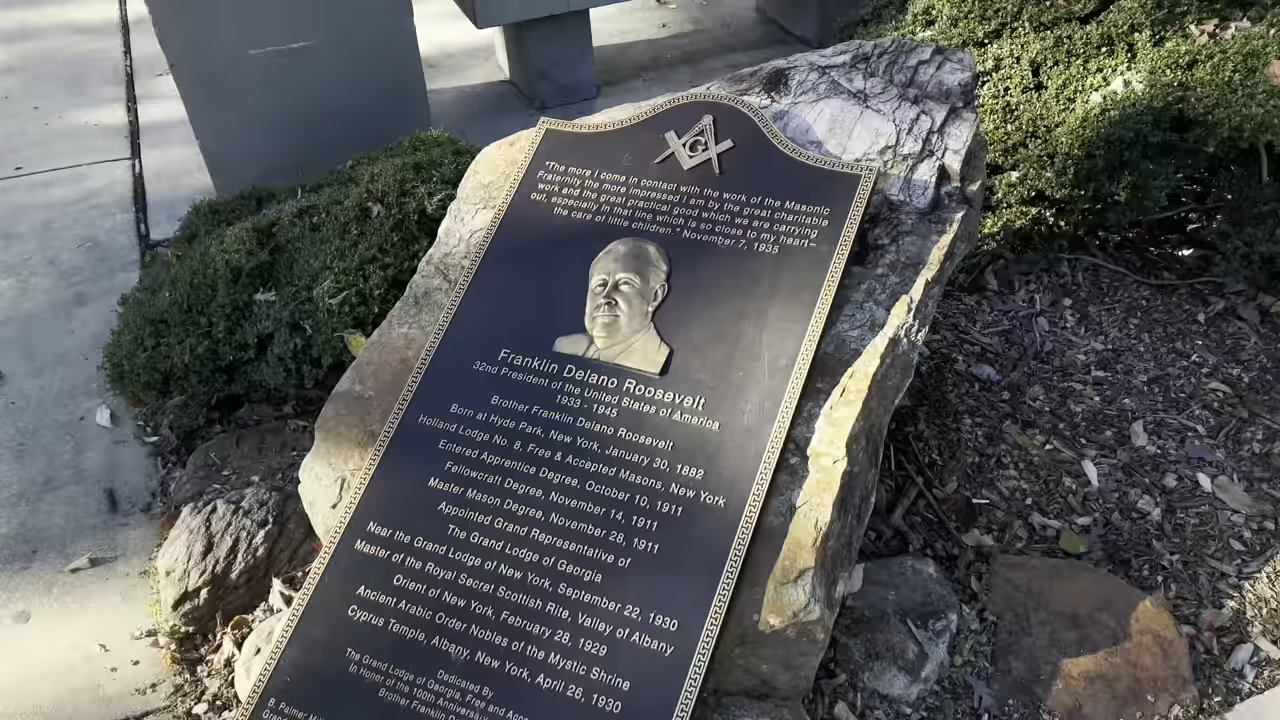 G
"The more I come in contact with the work of the Masonic
Fraternity the more impressed I am by the great charitable
work and the great practical good which we are carrying
out, especially in that line which is so close to my heart–
the care of little children." November 7, 1935
Franklin Delano Roosevelt
32nd President of the United States of America
1933 - 1945
Brother Franklin Delano Roosevelt
Born at Hyde Park, New York, January 30, 1882
Holland Lodge No. 8, Free & Accepted Masons, New York
Entered Apprentice Degree, October 10, 1911
Fellowcraft Degree, November 14, 1911
Master Mason Degree, November 28, 1911
Appointed Grand Representative of
The Grand Lodge of Georgia
Near the Grand Lodge of New York, September 22, 1930
Master of the Royal Secret Scottish Rite, Valley of Albany
Orient of New York, February 28, 1929
Ancient Arabic Order Nobles of the Mystic Shrine
Cyprus Temple, Albany, New York, April 26, 1930
Dedicated By
The Grand Lodge of Georgia, Free and
In Honor of the 100th
Brother Franklin
B. Palmer